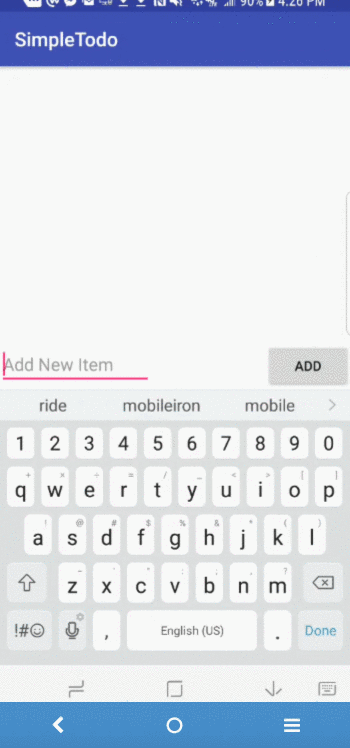 90% 4:26 PM
SimpleTodo
Add New Item
ADD
ride mobileiron mobile
1 2 3 4 5 6 7 8 9 0
q w e r t y u i o p
a s d f g h j k l
z x c v b n m
!#☺ , English (US) . Done